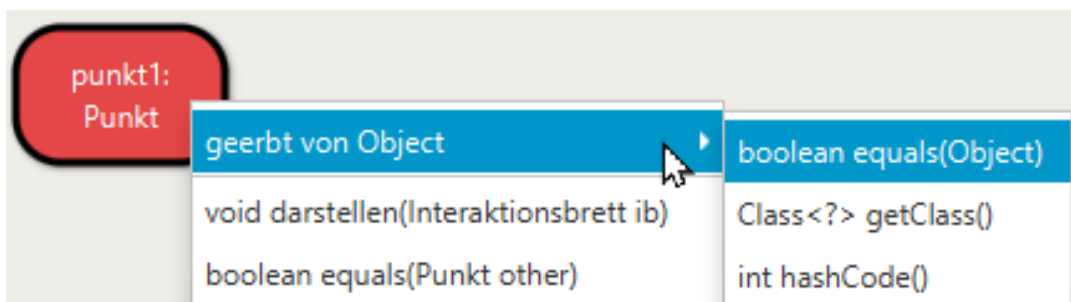 punkt1:
Punkt
geerbt von Object
boolean equals(Object)
void darstellen(Interaktionsbrett ib)
Class<?> getClass()
boolean equals(Punkt other)
int hashCode()